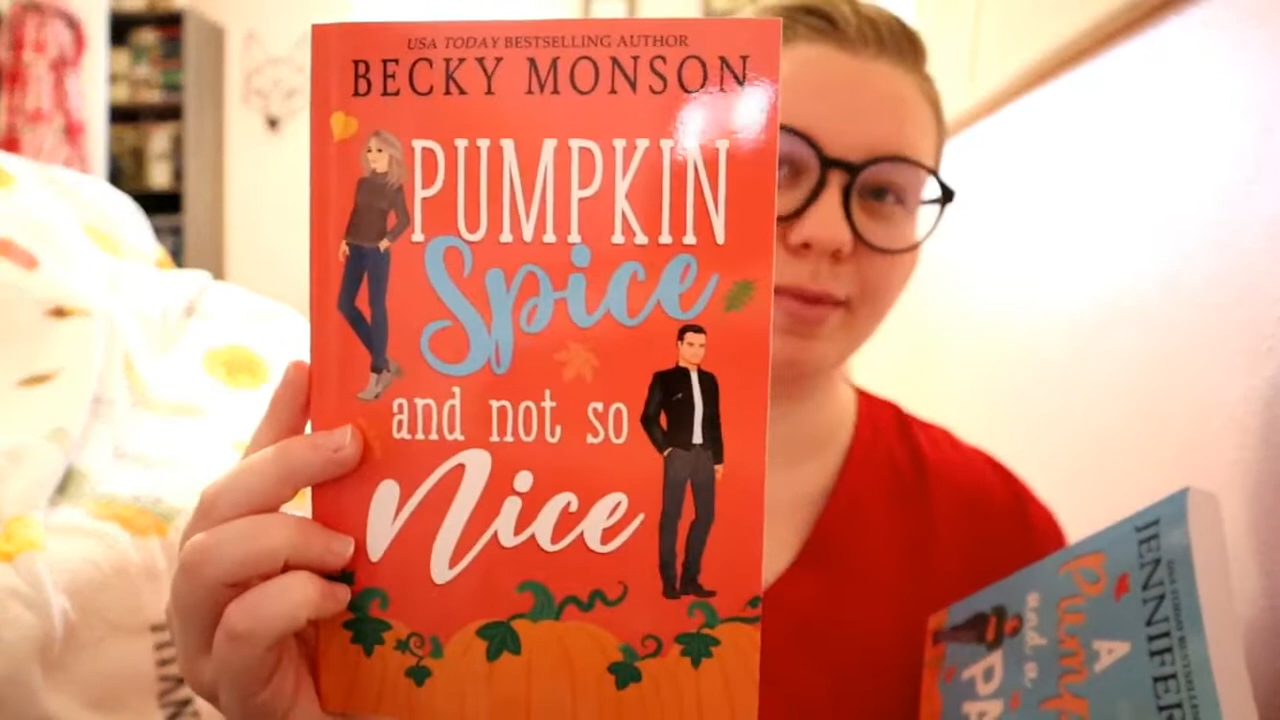 USA TODAY BESTSELLING AUTHOR
BECKY MONSON
PUMPKIN
Spice
and not so
Nice
JENNIFER
A
and a